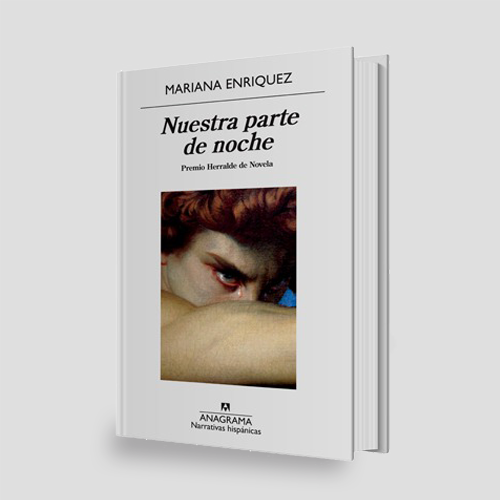 MARIANA ENRIQUEZ
Nuestra parte
de noche
Premio Herralde de Novela
ANAGRAMA
Narrativas hispánicas